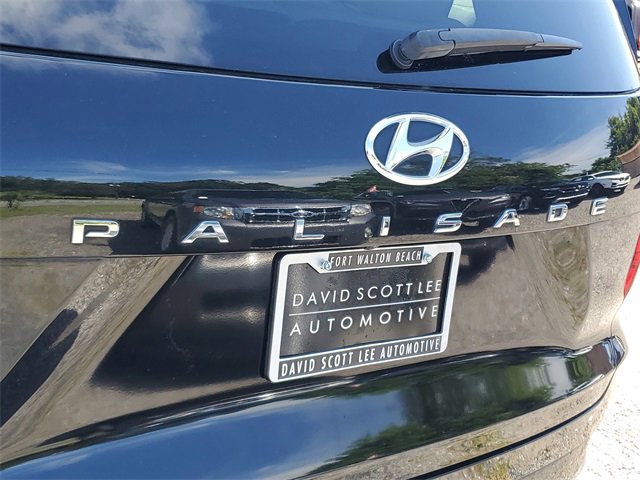 PALISADE
FORT WALTON BEACH
DAVID SCOTT LEE
AUTOMOTIVE
DAVID SCOTT LEE AUTOMOTIVE